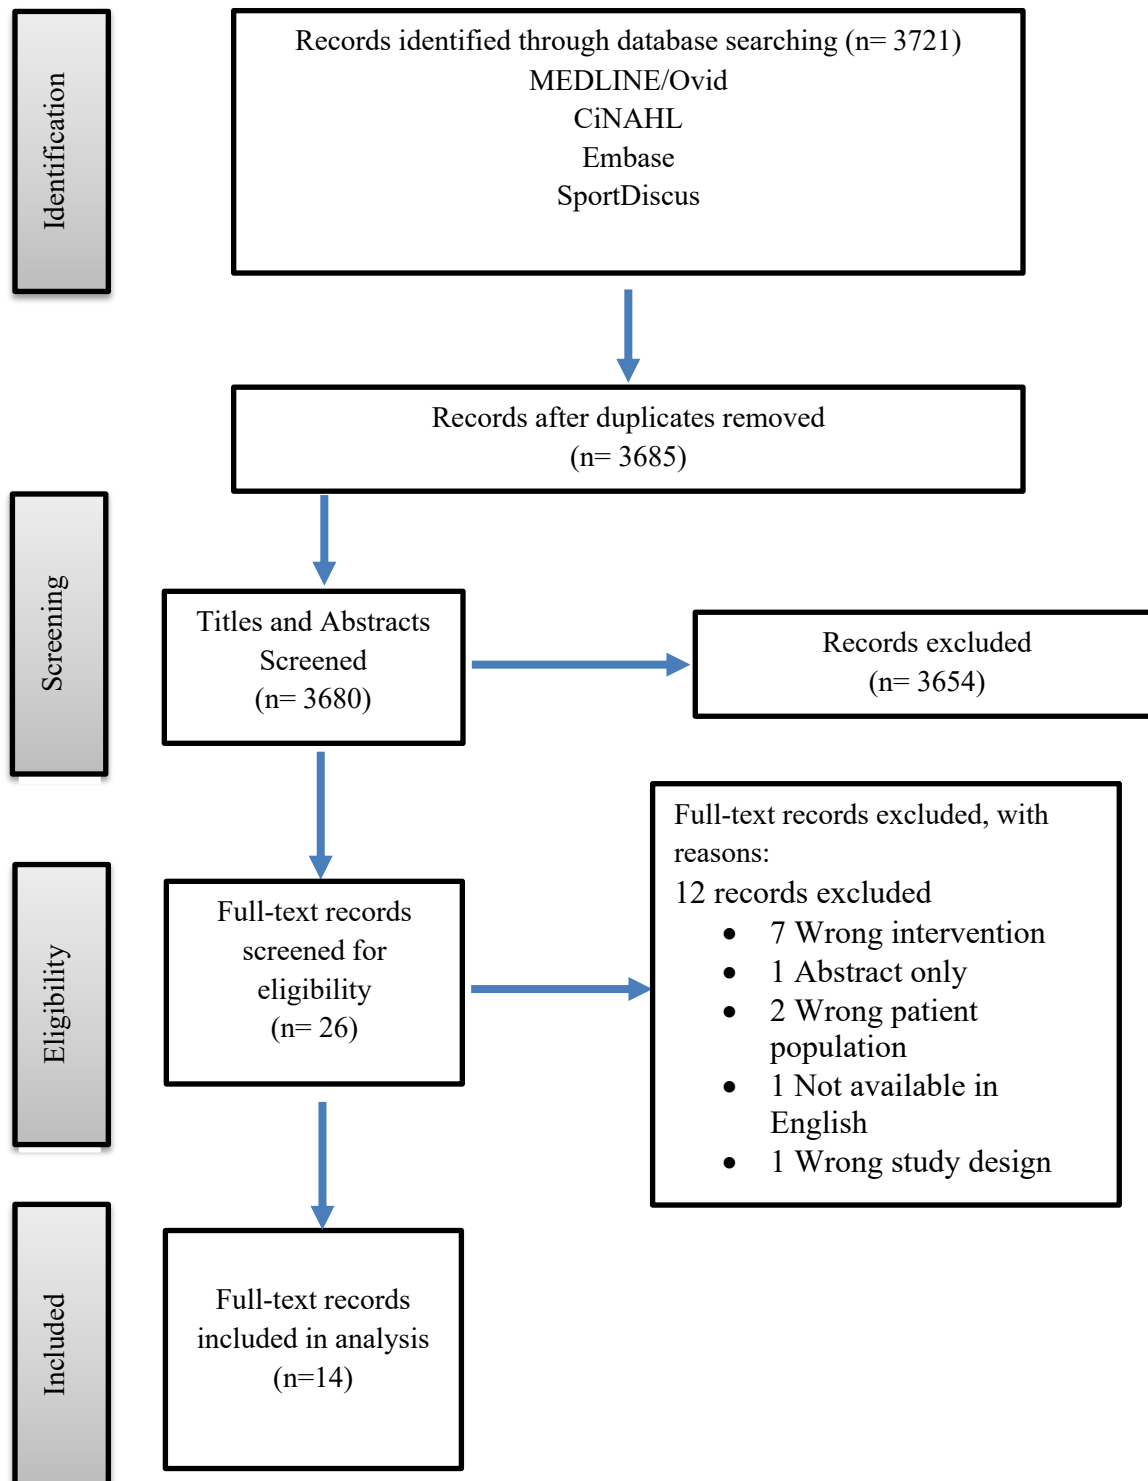 Identification
Records identified through database searching (n= 3721)
MEDLINE/Ovid
CiNAHL
Embase
SportDiscus
Records after duplicates removed
(n= 3685)
Screening
Titles and Abstracts
Screened
(n= 3680)
Records excluded
(n= 3654)
Eligibility
Full-text records
screened for
eligibility
(n= 26)
Full-text records excluded, with
reasons:
12 records excluded
• 7 Wrong intervention
• 1 Abstract only
• 2 Wrong patient
population
• 1 Not available in
English
• 1 Wrong study design
Included
Full-text records
included in analysis
(n=14)